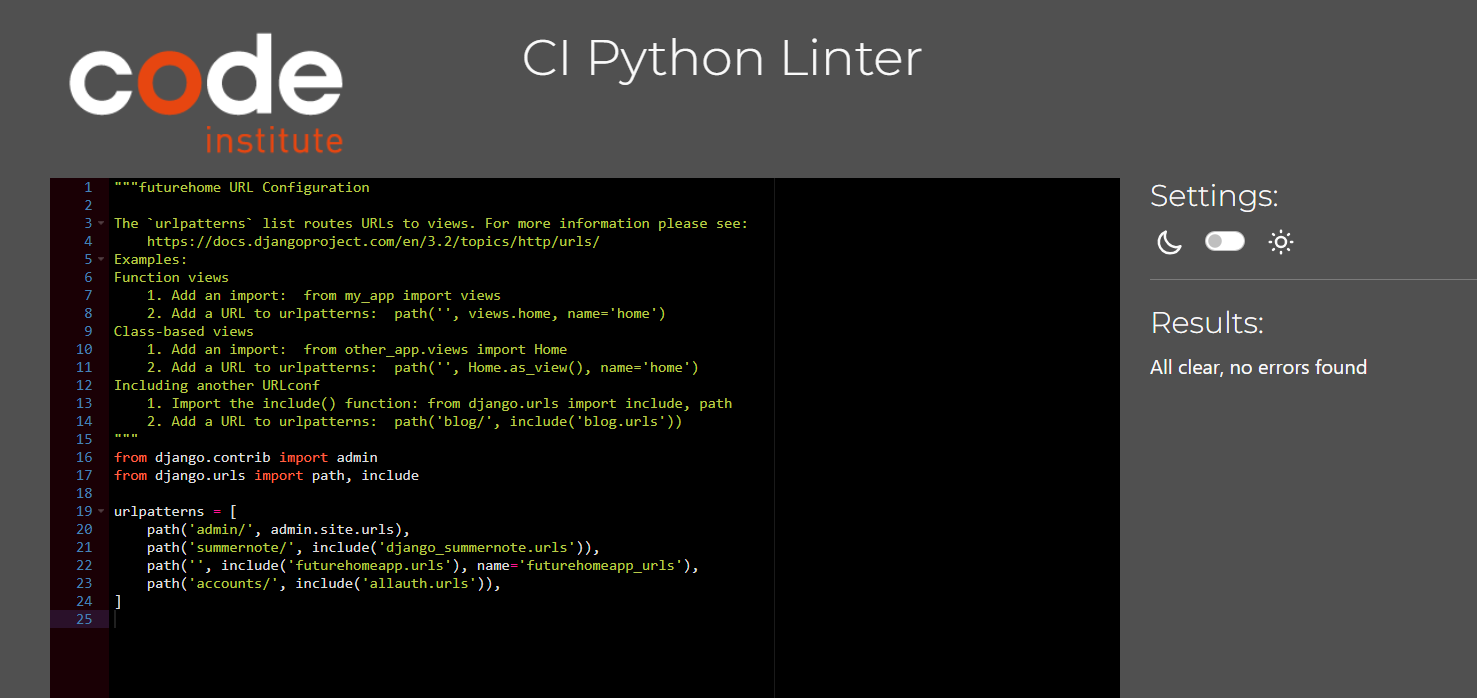 code
institute
CI Python Linter
1 """futurehome URL Configuration
2
3 The `urlpatterns` list routes URLs to views. For more information please see:
4     https://docs.djangoproject.com/en/3.2/topics/http/urls/
5 Examples:
6 Function views
7     1. Add an import:  from my_app import views
8     2. Add a URL to urlpatterns:  path('', views.home, name='home')
9 Class-based views
10     1. Add an import:  from other_app.views import Home
11     2. Add a URL to urlpatterns:  path('', Home.as_view(), name='home')
12 Including another URLconf
13     1. Import the include() function: from django.urls import include, path
14     2. Add a URL to urlpatterns:  path('blog/', include('blog.urls'))
15 """
16 from django.contrib import admin
17 from django.urls import path, include
18
19 urlpatterns = [
20     path('admin/', admin.site.urls),
21     path('summernote/', include('django_summernote.urls')),
22     path('', include('futurehomeapp.urls'), name='futurehomeapp_urls'),
23     path('accounts/', include('allauth.urls')),
24 ]
25
Settings:
Results:
All clear, no errors found